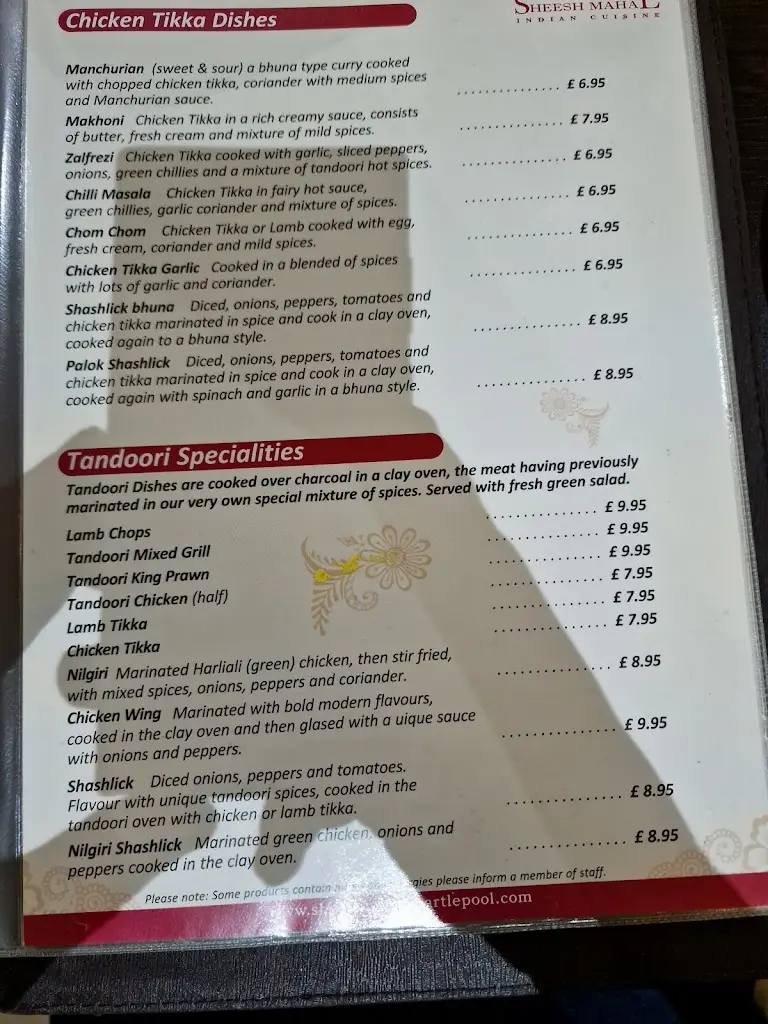 SHEESH MAHAL
INDIAN CUISINE
Chicken Tikka Dishes
Manchurian (sweet & sour) a bhuna type curry cooked
with chopped chicken tikka, coriander with medium spices
and Manchurian sauce. ............... £ 6.95
Makhoni Chicken Tikka in a rich creamy sauce, consists
of butter, fresh cream and mixture of mild spices. ............... £ 7.95
Zalfrezi Chicken Tikka cooked with garlic, sliced peppers,
onions, green chillies and a mixture of tandoori hot spices. ............... £ 6.95
Chilli Masala Chicken Tikka in fairy hot sauce,
green chillies, garlic coriander and mixture of spices. ............... £ 6.95
Chom Chom Chicken Tikka or Lamb cooked with egg,
fresh cream, coriander and mild spices. ............... £ 6.95
Chicken Tikka Garlic Cooked in a blended of spices
with lots of garlic and coriander. ............... £ 6.95
Shashlick bhuna Diced, onions, peppers, tomatoes and
chicken tikka marinated in spice and cook in a clay oven,
cooked again to a bhuna style. ............... £ 8.95
Palok Shashlick Diced, onions, peppers, tomatoes and
chicken tikka marinated in spice and cook in a clay oven,
cooked again with spinach and garlic in a bhuna style. ............... £ 8.95
Tandoori Specialities
Tandoori Dishes are cooked over charcoal in a clay oven, the meat having previously
marinated in our very own special mixture of spices. Served with fresh green salad.
Lamb Chops ............... £ 9.95
Tandoori Mixed Grill ............... £ 9.95
Tandoori King Prawn ............... £ 9.95
Tandoori Chicken (half) ............... £ 7.95
Lamb Tikka ............... £ 7.95
Chicken Tikka ............... £ 7.95
Nilgiri Marinated Harliali (green) chicken, then stir fried,
with mixed spices, onions, peppers and coriander. ............... £ 8.95
Chicken Wing Marinated with bold modern flavours,
cooked in the clay oven and then glased with a uique sauce
with onions and peppers. ............... £ 9.95
Shashlick Diced onions, peppers and tomatoes.
Flavour with unique tandoori spices, cooked in the
tandoori oven with chicken or lamb tikka. ............... £ 8.95
Nilgiri Shashlick Marinated green chicken, onions and
peppers cooked in the clay oven. ............... £ 8.95
Please note: Some products contain please inform a member of staff.
artlepool.com